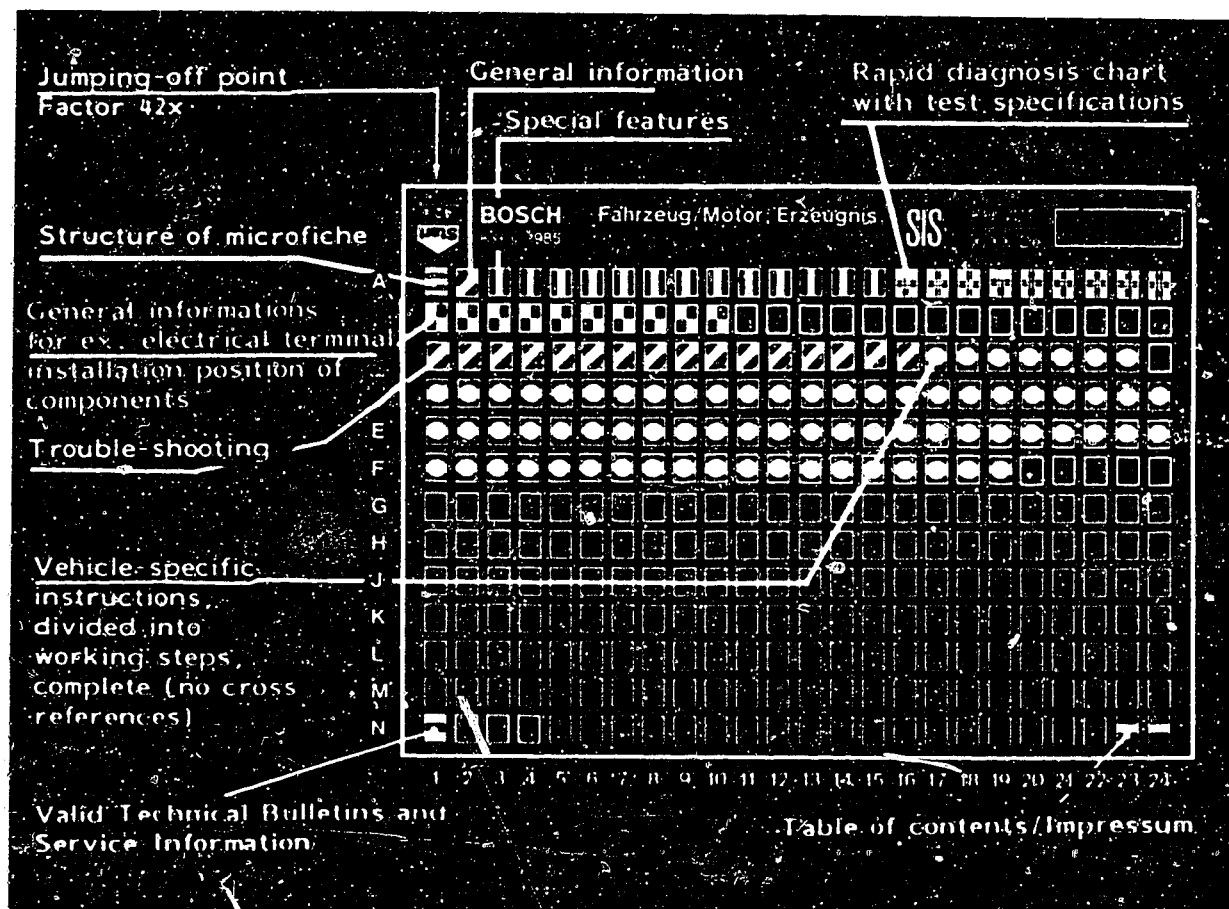 Jumping-off point
Factor 42x
General information
Special features
Rapid diagnosis chart
with test specifications
BOSCH
1985
Fahrzeug/Motor/Erzeugnis
SIS
Structure of microfiche
General informations
for ex. electrical terminal
installation position of
components
Trouble-shooting
Vehicle-specific
instructions,
divided into
working steps,
complete (no cross
references)
A
E
F
G
H
J
K
L
M
N
1 2 3 4 5 6 7 8 9 10 11 12 13 14 15 16 17 18 19 20 21 22 23 24
Valid Technical Bulletins and
Service Information
Table of contents/Impressum